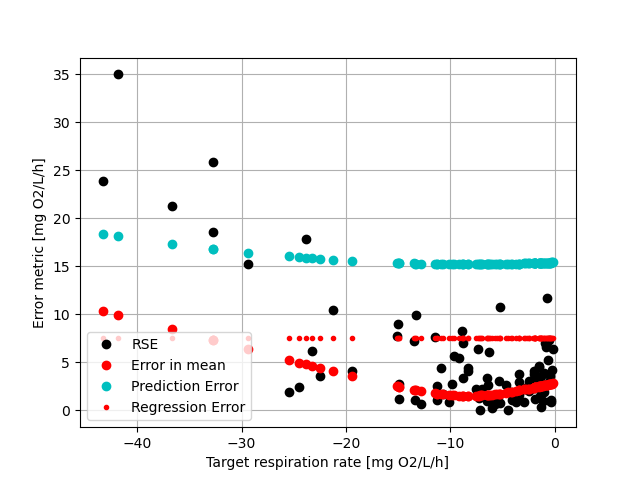 35
30
25
20
15
10
5
0
Error metric [mg O2/L/h]
RSE
Error in mean
Prediction Error
Regression Error
−40
−30
−20
−10
0
Target respiration rate [mg O2/L/h]